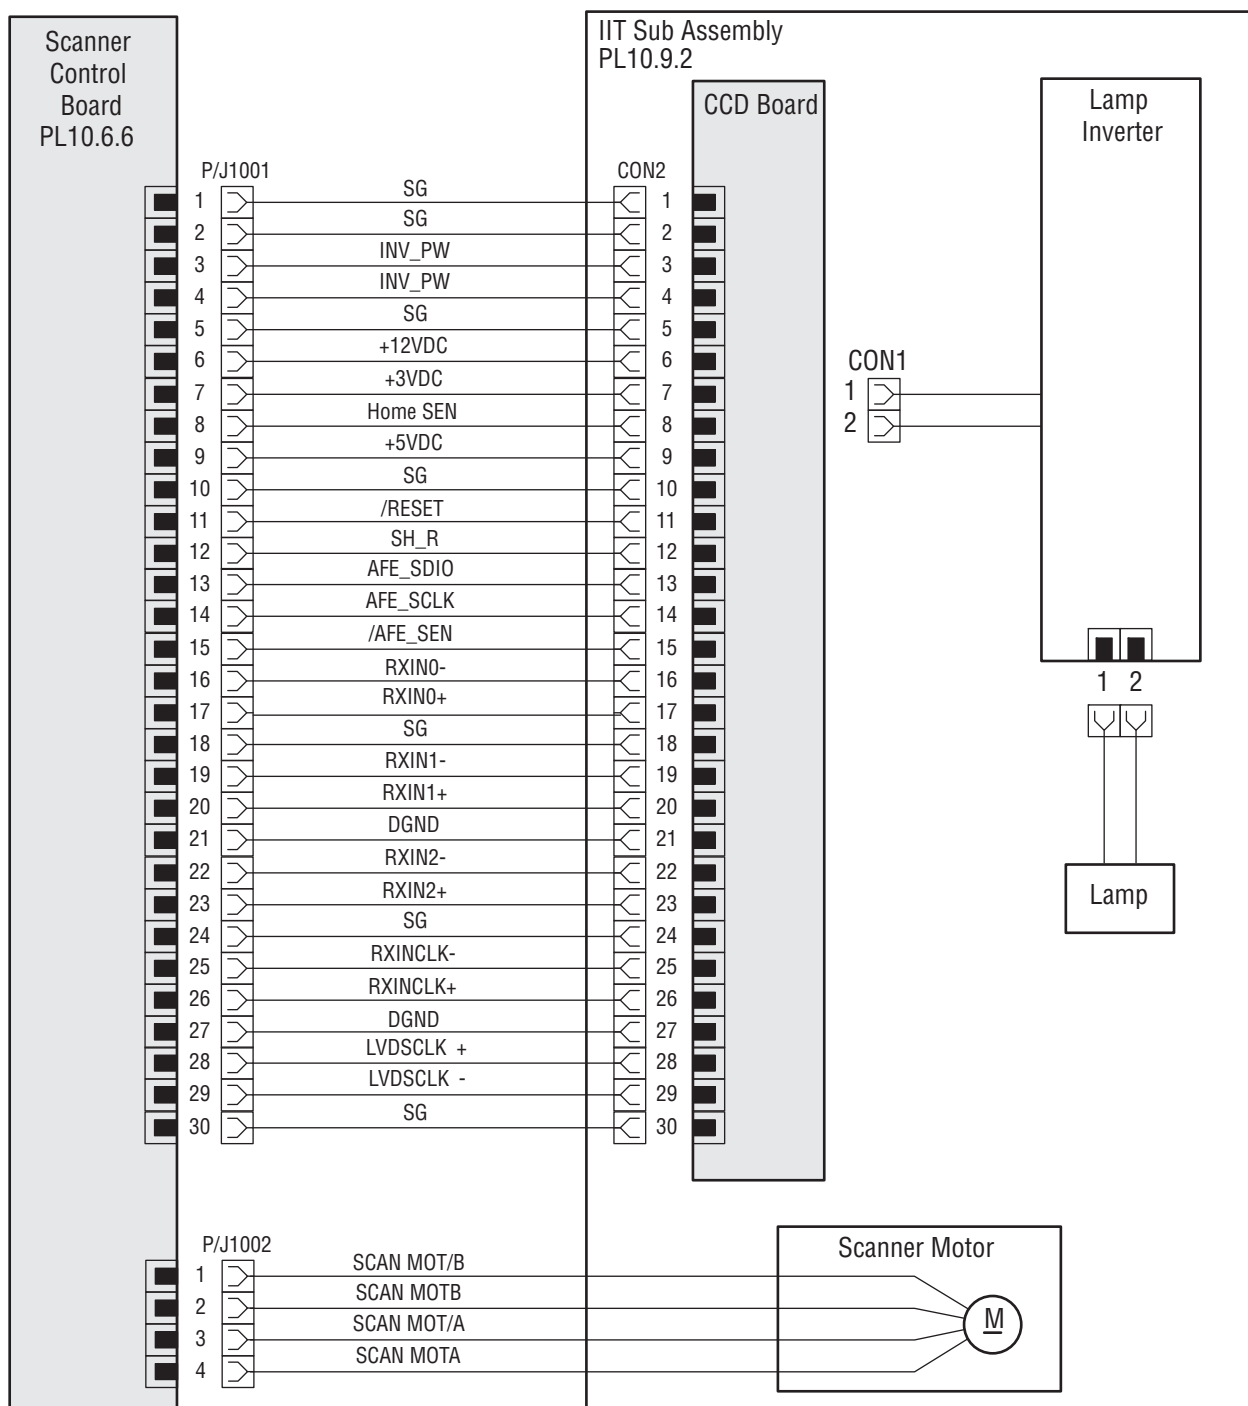 Scanner
Control
Board
PL10.6.6
IIT Sub Assembly
PL10.9.2
CCD Board
Lamp
Inverter
P/J1001
CON2
1 SG 1
2 SG 2
3 INV_PW 3
4 INV_PW 4
5 SG 5
6 +12VDC 6
7 +3VDC 7
8 Home SEN 8
9 +5VDC 9
10 SG 10
11 /RESET 11
12 SH_R 12
13 AFE_SDIO 13
14 AFE_SCLK 14
15 /AFE_SEN 15
16 RXIN0- 16
17 RXIN0+ 17
18 SG 18
19 RXIN1- 19
20 RXIN1+ 20
21 DGND 21
22 RXIN2- 22
23 RXIN2+ 23
24 SG 24
25 RXINCLK- 25
26 RXINCLK+ 26
27 DGND 27
28 LVDSCLK + 28
29 LVDSCLK - 29
30 SG 30
CON1
1
2
1 2
Lamp
P/J1002
1 SCAN MOT/B
2 SCAN MOTB
3 SCAN MOT/A
4 SCAN MOTA
Scanner Motor
M